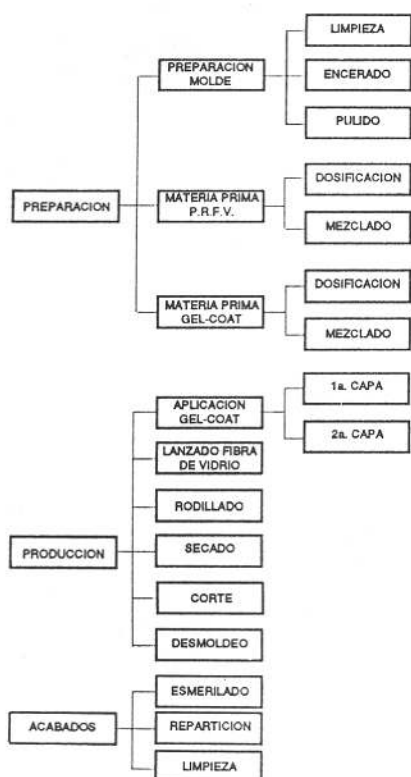 LIMPIEZA
PREPARACION
MOLDE
ENCERADO
PULIDO
DOSIFICACION
PREPARACION
MATERIA PRIMA
P.R.F.V.
MEZCLADO
DOSIFICACION
MATERIA PRIMA
GEL-COAT
MEZCLADO
1a. CAPA
APLICACION
GEL-COAT
2a. CAPA
LANZADO FIBRA
DE VIDRIO
RODILLADO
PRODUCCION
SECADO
CORTE
DESMOLDEO
ESMERILADO
ACABADOS
REPARTICION
LIMPIEZA